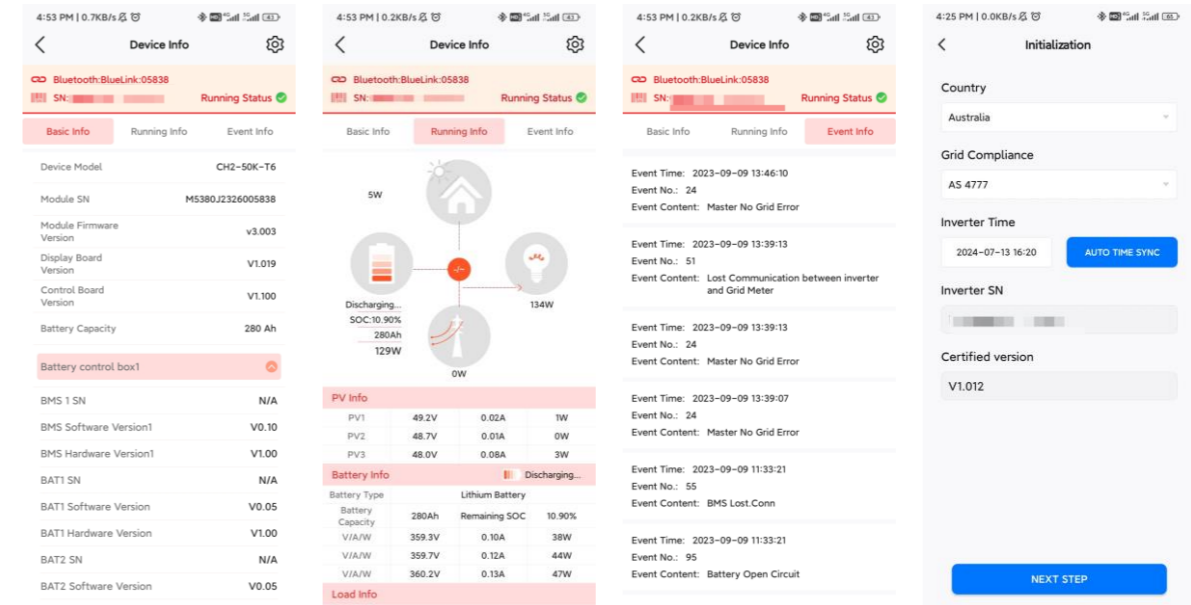 4:53 PM | 0.7KB/s
Device Info
Bluetooth:BlueLink:05838
SN:
Running Status
Basic Info Running Info Event Info
Device Model CH2-50K-T6
Module SN M5380J2326005838
Module Firmware
Version v3.003
Display Board
Version V1.019
Control Board
Version V1.100
Battery Capacity 280 Ah
Battery control box1
BMS 1 SN N/A
BMS Software Version1 V0.10
BMS Hardware Version1 V1.00
BAT1 SN N/A
BAT1 Software Version V0.05
BAT1 Hardware Version V1.00
BAT2 SN N/A
BAT2 Software Version V0.05
4:53 PM | 0.2KB/s
Device Info
Bluetooth:BlueLink:05838
SN:
Running Status
Basic Info Running Info Event Info
5W
Discharging...
SOC:10.90%
280Ah
129W
134W
0W
PV Info
PV1 49.2V 0.02A 1W
PV2 48.7V 0.01A 0W
PV3 48.0V 0.08A 3W
Battery Info Discharging...
Battery Type Lithium Battery
Battery
Capacity 280Ah Remaining SOC 10.90%
V/A/W 359.3V 0.10A 38W
V/A/W 359.7V 0.12A 44W
V/A/W 360.2V 0.13A 47W
Load Info
4:53 PM | 0.2KB/s
Device Info
Bluetooth:BlueLink:05838
SN:
Running Status
Basic Info Running Info Event Info
Event Time: 2023-09-09 13:46:10
Event No.: 24
Event Content: Master No Grid Error
Event Time: 2023-09-09 13:39:13
Event No.: 51
Event Content: Lost Communication between inverter
and Grid Meter
Event Time: 2023-09-09 13:39:13
Event No.: 24
Event Content: Master No Grid Error
Event Time: 2023-09-09 13:39:07
Event No.: 24
Event Content: Master No Grid Error
Event Time: 2023-09-09 11:33:21
Event No.: 55
Event Content: BMS Lost.Conn
Event Time: 2023-09-09 11:33:21
Event No.: 95
Event Content: Battery Open Circuit
4:25 PM | 0.0KB/s
Initialization
Country
Australia
Grid Compliance
AS 4777
Inverter Time
2024-07-13 16:20 AUTO TIME SYNC
Inverter SN
Certified version
V1.012
NEXT STEP